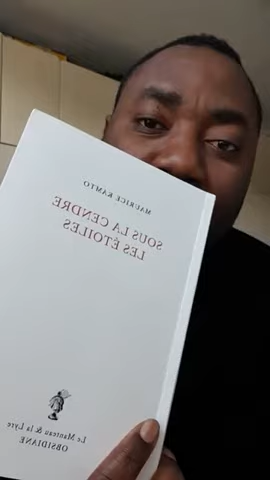 MAURICE KAMTO
SOUS LA CENDRE
LES ÉTOILES
Le Manteau & la Lyre
OBSIDIANE